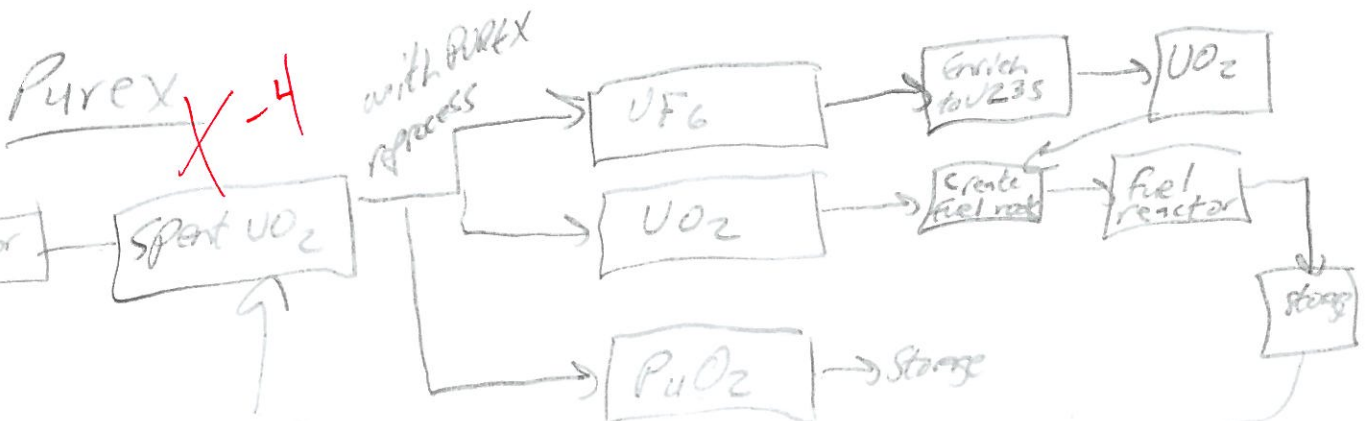 Purex
X -4
with PUREX
reprocess
UF6
Enrich
to U235
UO2
Spent UO2
UO2
Create
fuel rods
fuel
reactor
storage
PuO2
Storage